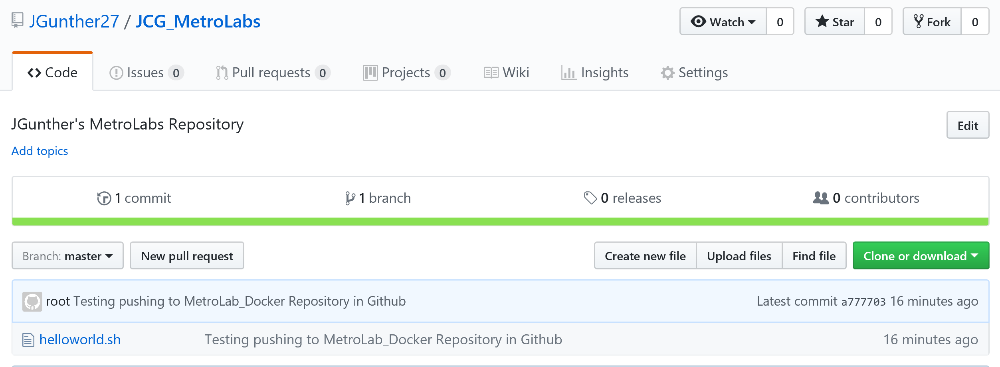 JGunther27 / JCG_MetroLabs
Watch 0 Star 0 Fork 0
Code Issues 0 Pull requests 0 Projects 0 Wiki Insights Settings
JGunther's MetroLabs Repository
Edit
Add topics
1 commit 1 branch 0 releases 0 contributors
Branch: master New pull request Create new file Upload files Find file Clone or download
root Testing pushing to MetroLab_Docker Repository in Github Latest commit a777703 16 minutes ago
helloworld.sh Testing pushing to MetroLab_Docker Repository in Github 16 minutes ago